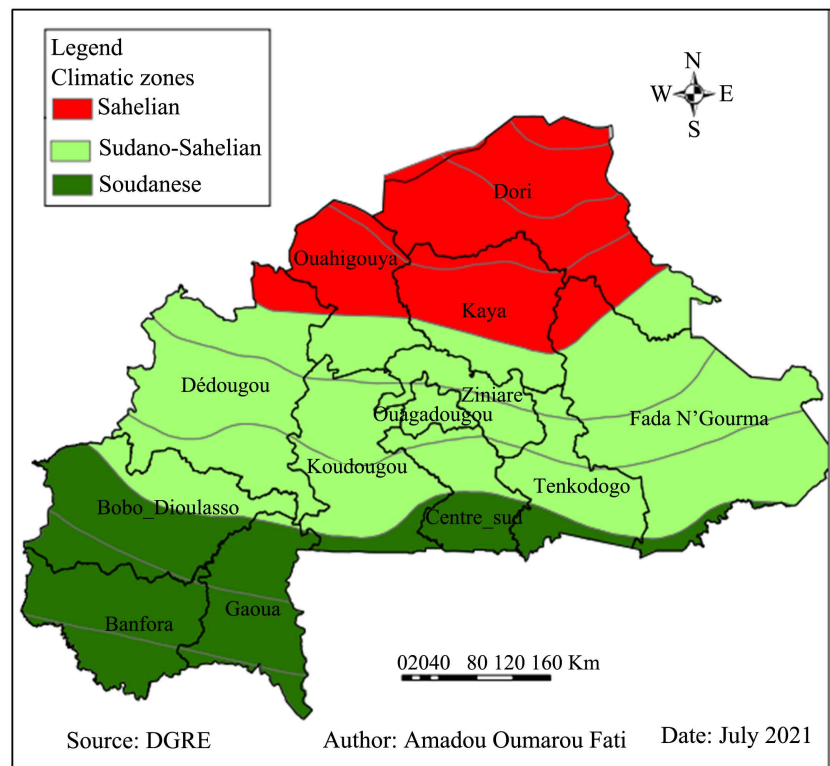 Legend
Climatic zones
Sahelian
Sudano-Sahelian
Soudanese
N
W E
S
Dori
Ouahigouya
Kaya
Dédougou
Ziniare
Ouagadougou
Fada N’Gourma
Koudougou
Tenkodogo
Bobo_Dioulasso
Centre_sud
Gaoua
Banfora
02040 80 120 160 Km
Source: DGRE Author: Amadou Oumarou Fati Date: July 2021